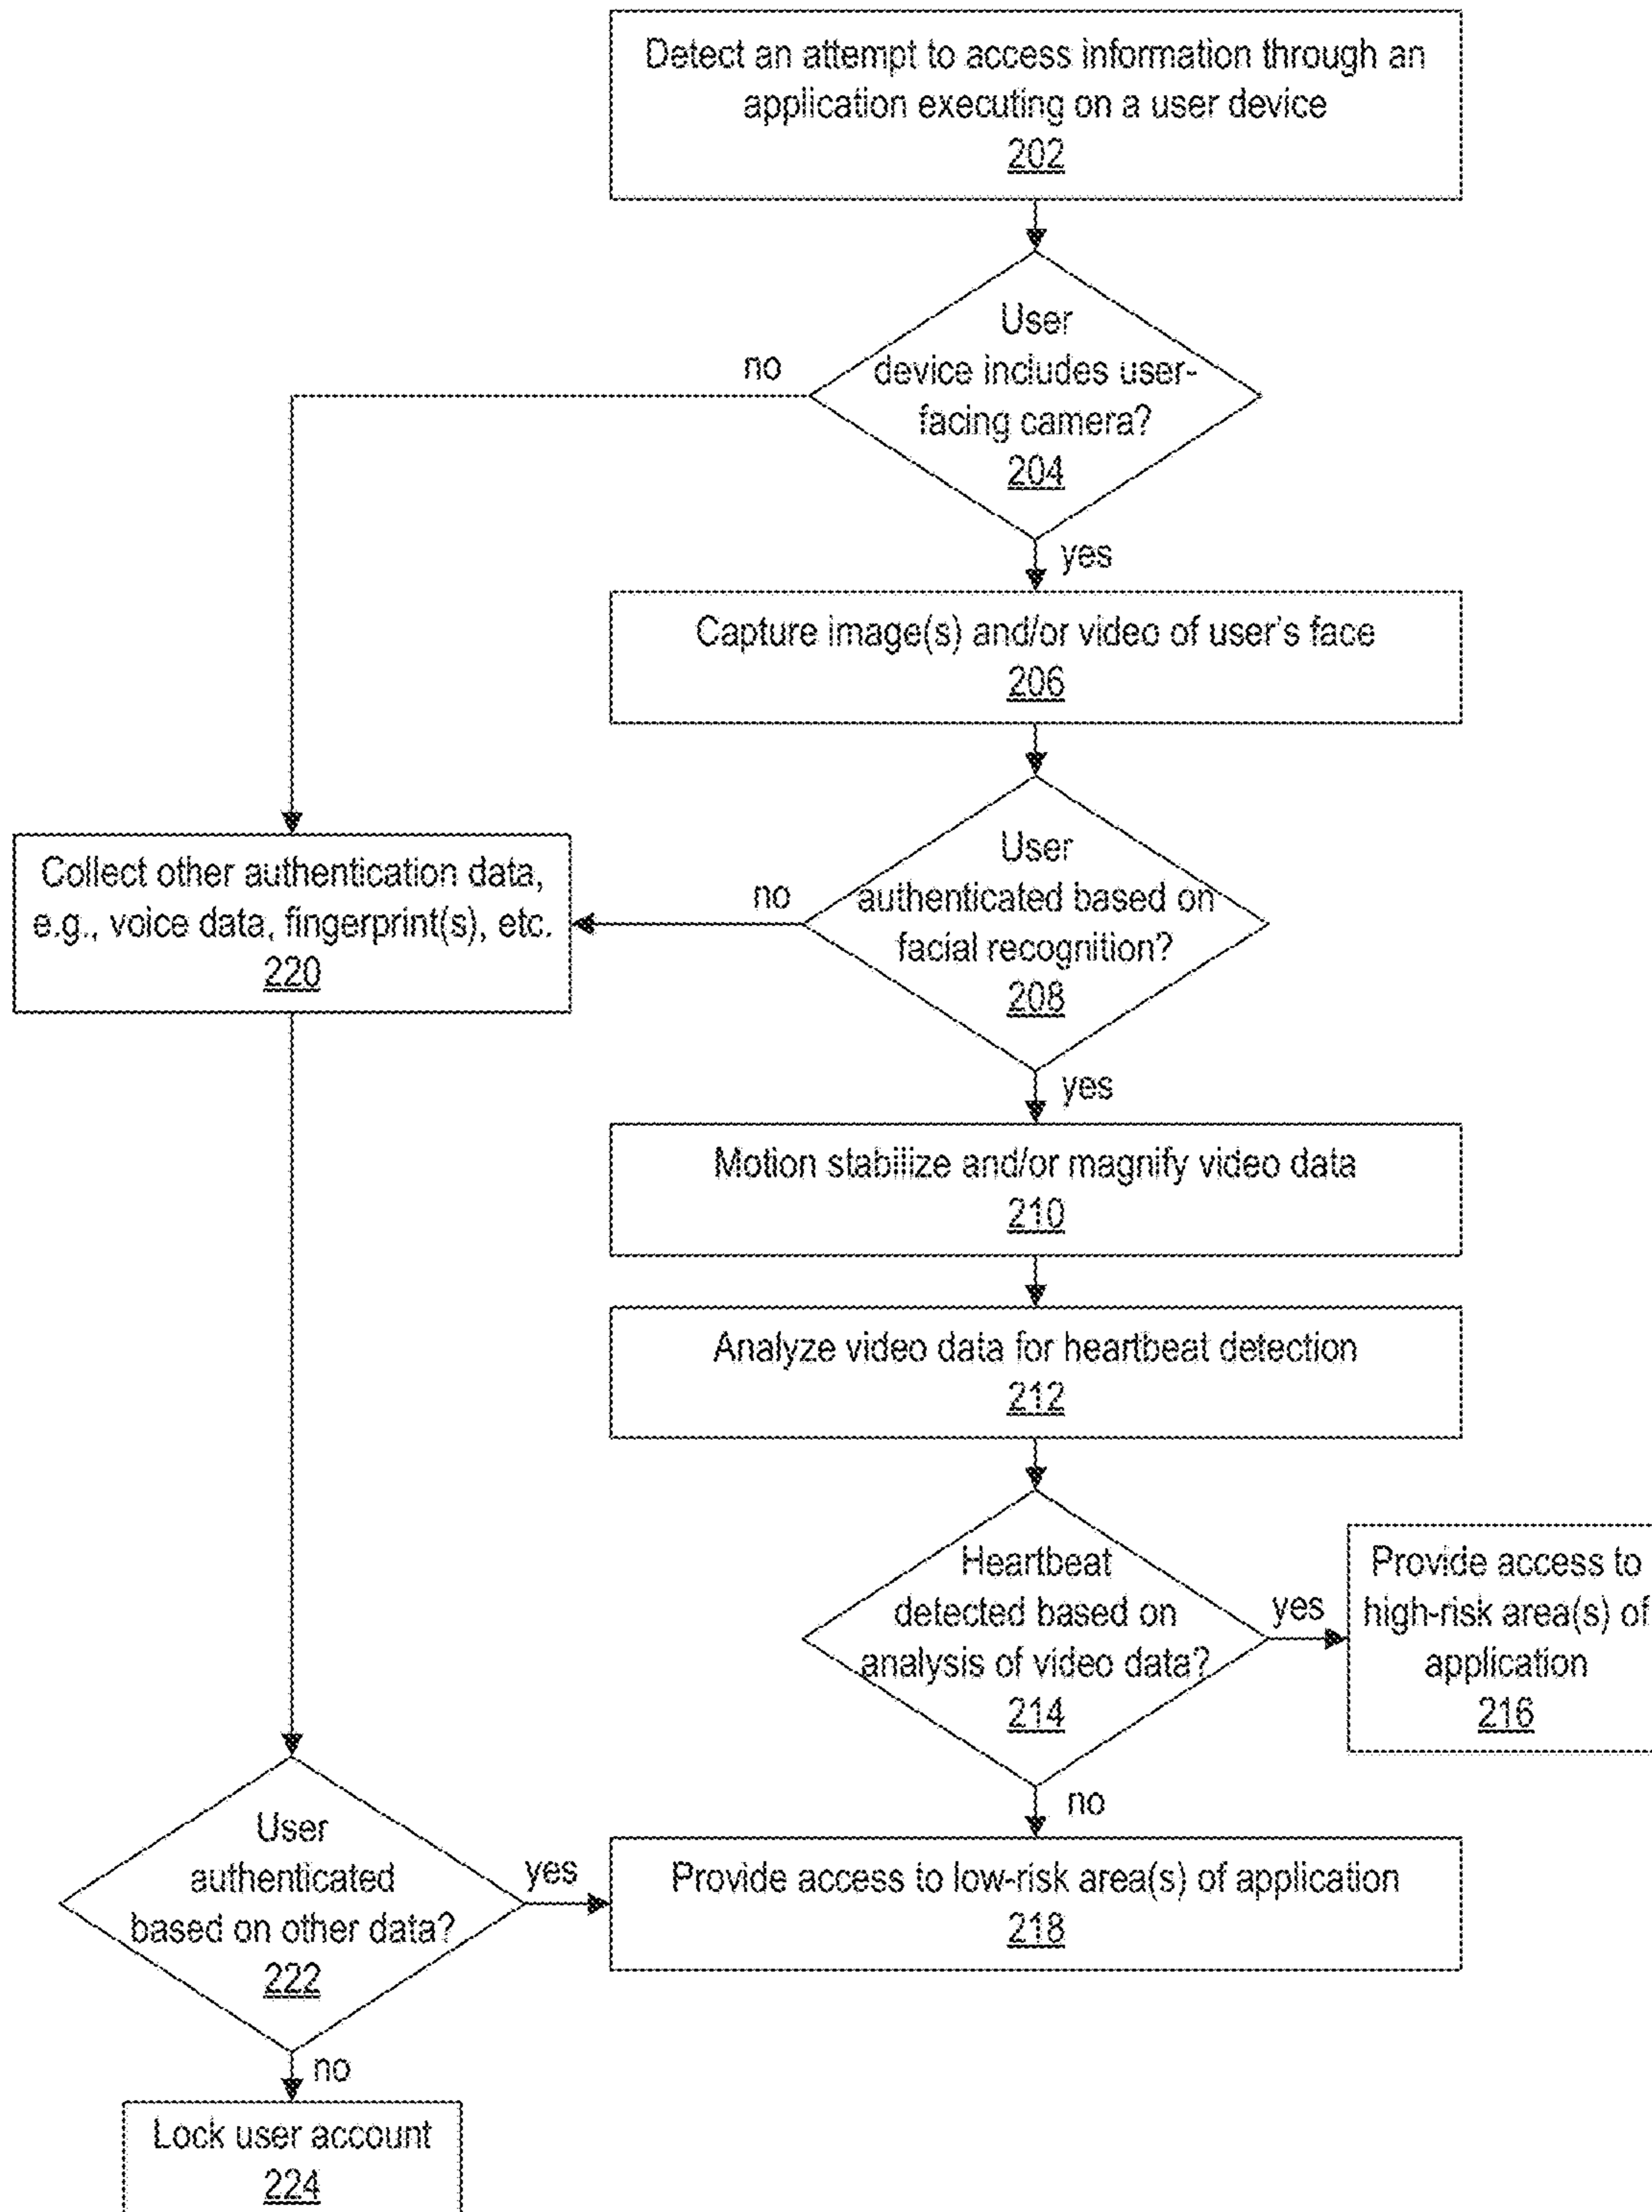 Detect an attempt to access information through an
application executing on a user device
202
User
device includes user-
facing camera?
204
no
yes
Capture image(s) and/or video of user's face
206
User
authenticated based on
facial recognition?
208
no
yes
Collect other authentication data,
e.g., voice data, fingerprint(s), etc.
220
Motion stabilize and/or magnify video data
210
Analyze video data for heartbeat detection
212
Heartbeat
detected based on
analysis of video data?
214
yes
Provide access to
high-risk area(s) of
application
216
no
User
authenticated
based on other data?
222
yes
Provide access to low-risk area(s) of application
218
no
Lock user account
224